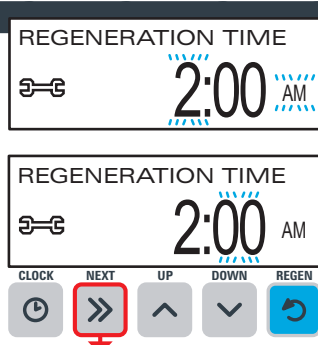 REGENERATION TIME
2:00 AM
REGENERATION TIME
2:00 AM
CLOCK NEXT UP DOWN REGEN